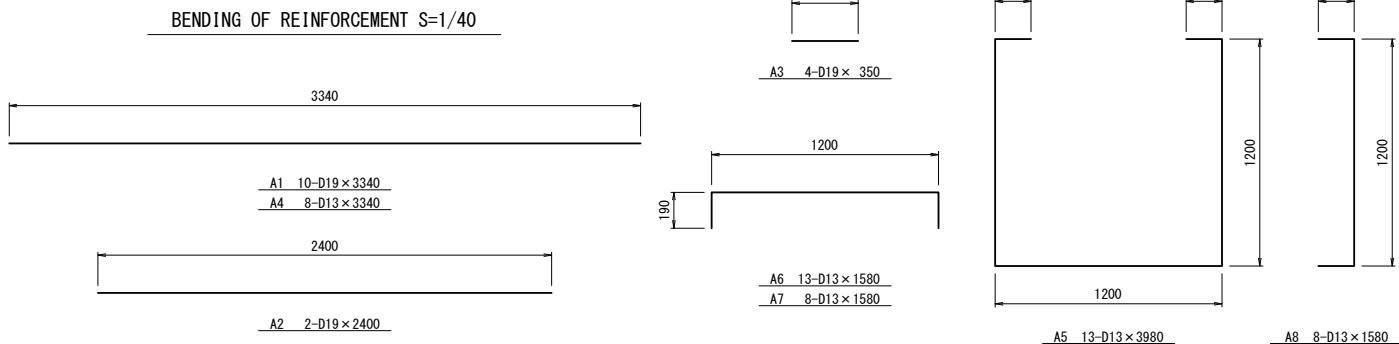 BENDING OF REINFORCEMENT S=1/40
3340
A1 10-D19×3340
A4 8-D13×3340
2400
A2 2-D19×2400
A3 4-D19× 350
1200
190
A6 13-D13×1580
A7 8-D13×1580
1200
1200
A5 13-D13×3980
1200
A8 8-D13×1580